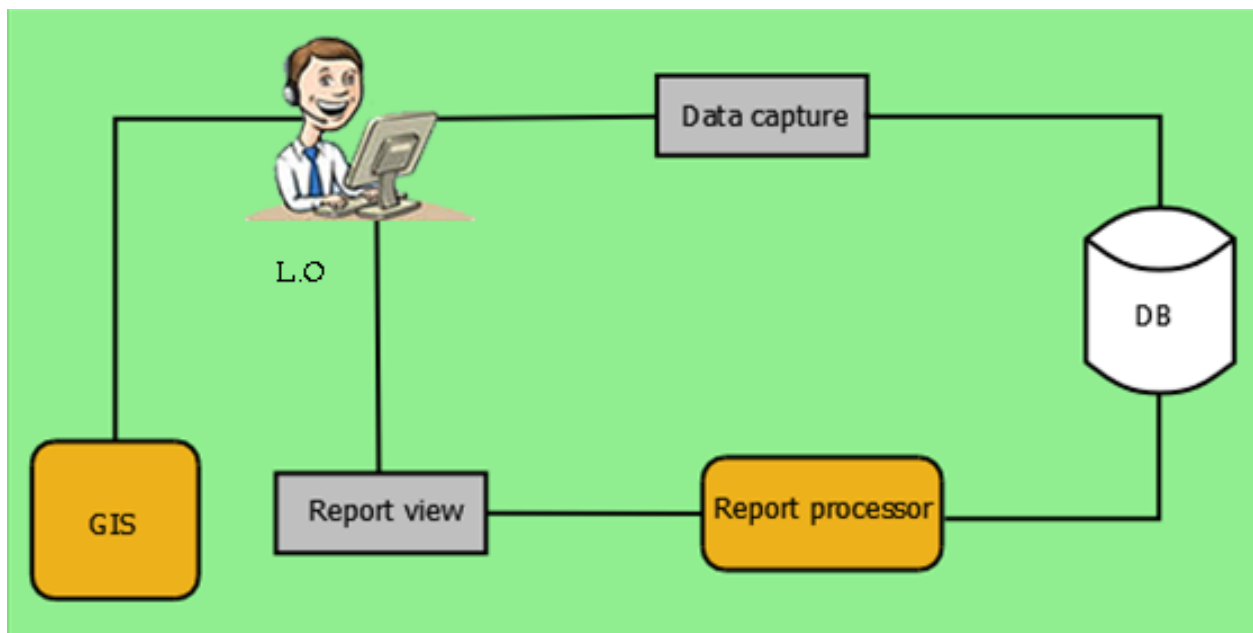 Data capture
L.O
DB
GIS
Report view
Report processor